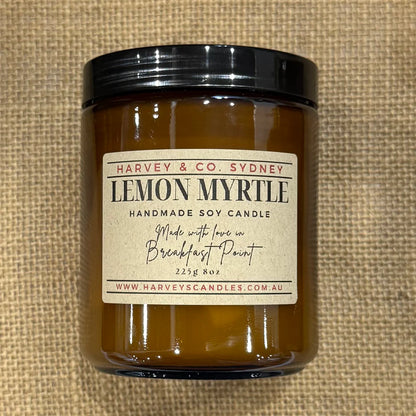 HARVEY & CO. SYDNEY
LEMON MYRTLE
HANDMADE SOY CANDLE
Made with love in
Breakfast Point
225g 8oz
WWW.HARVEYSCANDLES.COM.AU